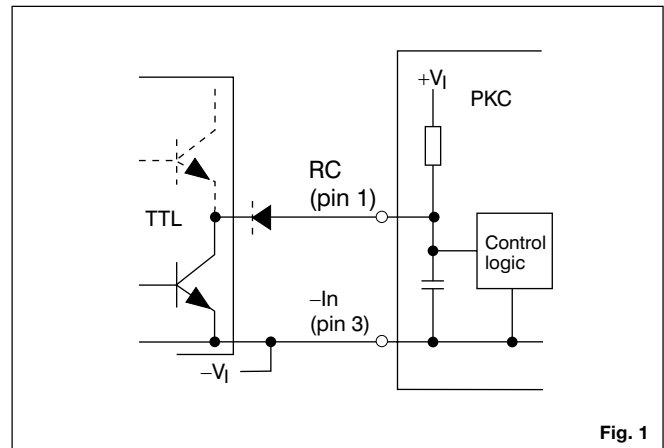 +VI
PKC
RC
(pin 1)
TTL
Control
logic
–In
(pin 3)
–VI
Fig. 1